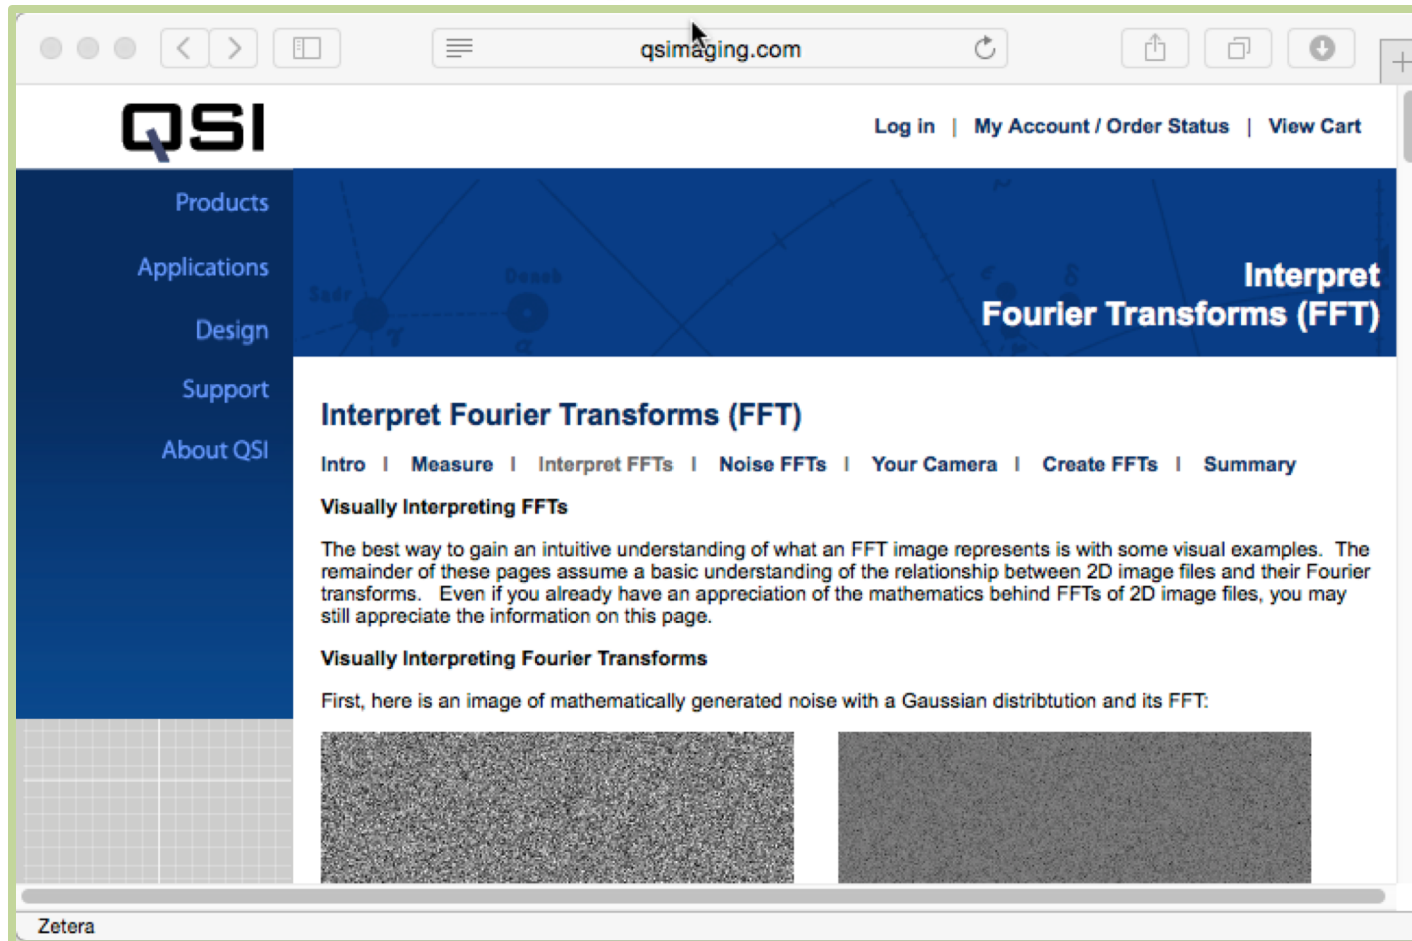 qsimaging.com
QSI
Log in | My Account / Order Status | View Cart
Products
Applications
Design
Support
About QSI
Sadr
Deneb
γ
α
ε
δ
Interpret
Fourier Transforms (FFT)
Interpret Fourier Transforms (FFT)
Intro | Measure | Interpret FFTs | Noise FFTs | Your Camera | Create FFTs | Summary
Visually Interpreting FFTs
The best way to gain an intuitive understanding of what an FFT image represents is with some visual examples. The
remainder of these pages assume a basic understanding of the relationship between 2D image files and their Fourier
transforms. Even if you already have an appreciation of the mathematics behind FFTs of 2D image files, you may
still appreciate the information on this page.
Visually Interpreting Fourier Transforms
First, here is an image of mathematically generated noise with a Gaussian distribtution and its FFT:
Zetera